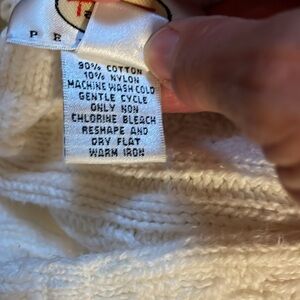 90% COTTON
10% NYLON
MACHINE WASH COLD
GENTLE CYCLE
ONLY NON
CHLORINE BLEACH
RESHAPE AND
DRY FLAT
WARM IRON